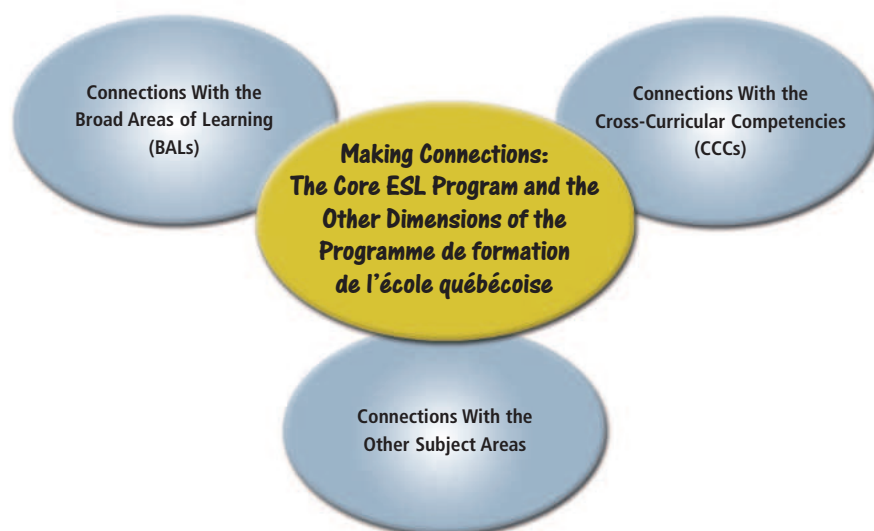 Connections With the
Broad Areas of Learning
(BALs)
Connections With the
Cross-Curricular Competencies
(CCCs)
Making Connections:
The Core ESL Program and the
Other Dimensions of the
Programme de formation
de l'école québécoise
Connections With the
Other Subject Areas